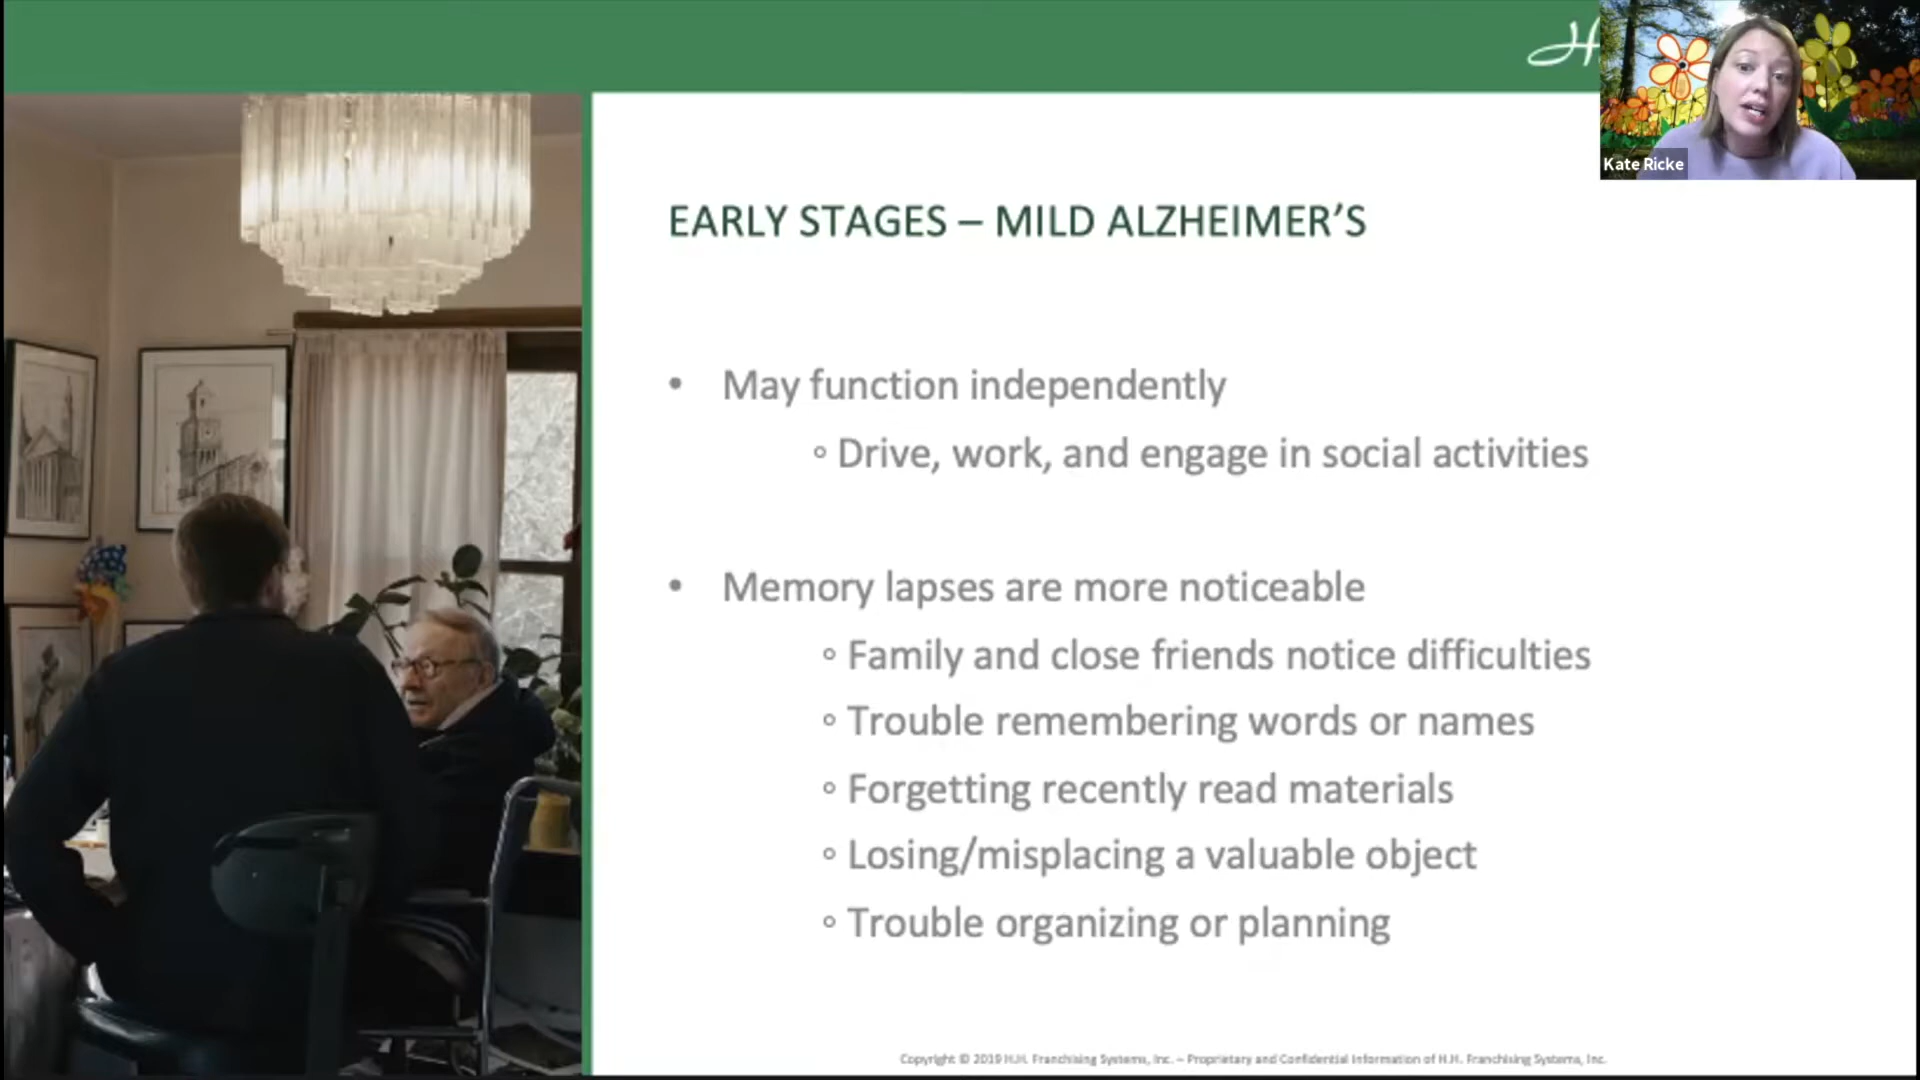 Kate Ricke
EARLY STAGES – MILD ALZHEIMER’S
• May function independently
◦ Drive, work, and engage in social activities
• Memory lapses are more noticeable
◦ Family and close friends notice difficulties
◦ Trouble remembering words or names
◦ Forgetting recently read materials
◦ Losing/misplacing a valuable object
◦ Trouble organizing or planning
Copyright © 2019 H.H. Franchising Systems, Inc. – Proprietary and Confidential Information of H.H. Franchising Systems, Inc.